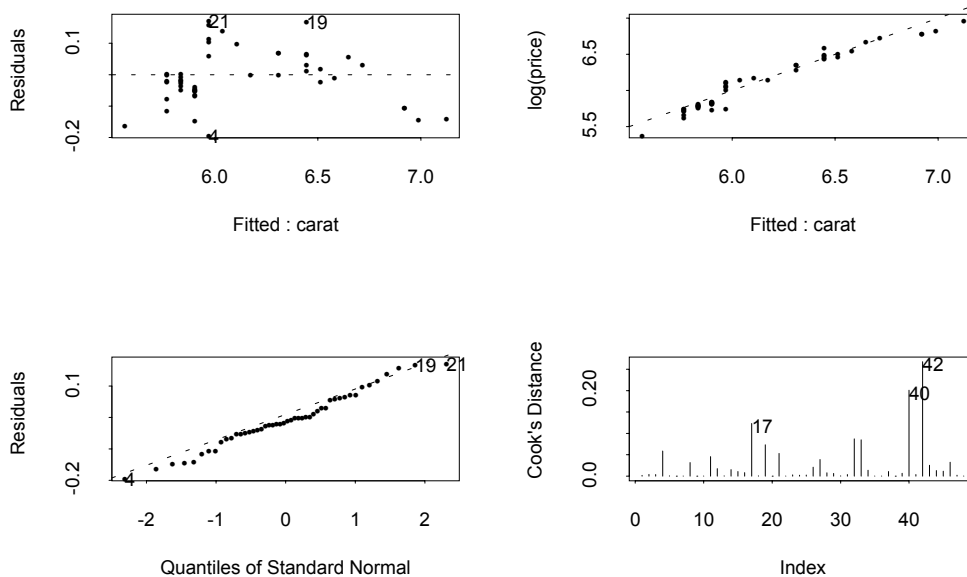 Residuals
0.1
-0.2
21
19
4
6.0 6.5 7.0
Fitted : carat
log(price)
6.5
5.5
6.0 6.5 7.0
Fitted : carat
Residuals
0.1
-0.2
19 21
4
-2 -1 0 1 2
Quantiles of Standard Normal
Cook's Distance
0.20
0.0
42
40
17
0 10 20 30 40
Index